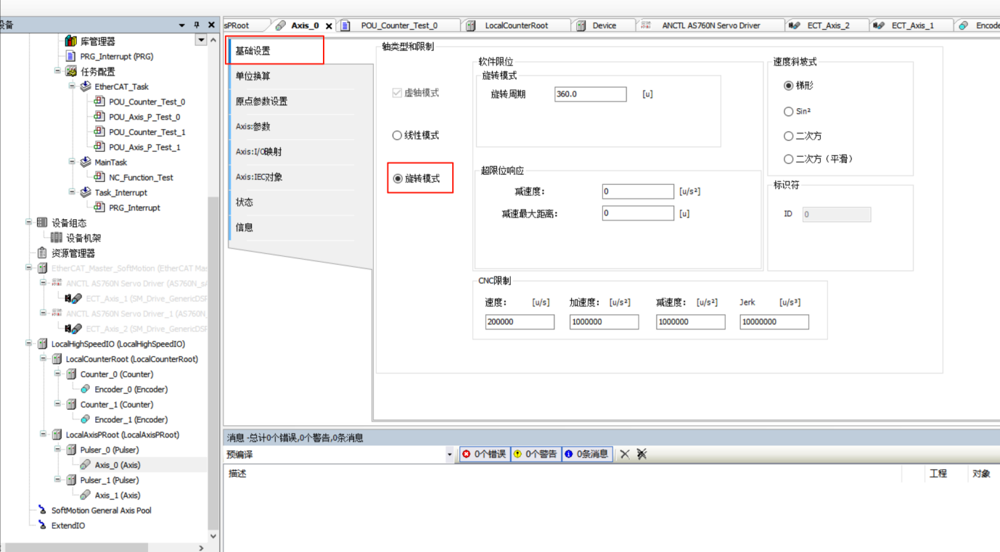 设备
库管理器
PRG_Interrupt (PRG)
任务配置
EtherCAT_Task
POU_Counter_Test_0
POU_Axis_P_Test_0
POU_Counter_Test_1
POU_Axis_P_Test_1
MainTask
NC_Function_Test
Task_Interrupt
PRG_Interrupt
设备组态
设备机架
资源管理器
EtherCAT_Master_SoftMotion (EtherCAT Mas
ANCTL AS760N Servo Driver (AS760N_s
ECT_Axis_1 (SM_Drive_GenericDSP
ANCTL AS760N Servo Driver_1 (AS760N_
ECT_Axis_2 (SM_Drive_GenericDSP
LocalHighSpeedIO (LocalHighSpeedIO)
LocalCounterRoot (LocalCounterRoot)
Counter_0 (Counter)
Encoder_0 (Encoder)
Counter_1 (Counter)
Encoder_1 (Encoder)
LocalAxisPRoot (LocalAxisPRoot)
Pulser_0 (Pulser)
Axis_0 (Axis)
Pulser_1 (Pulser)
Axis_1 (Axis)
SoftMotion General Axis Pool
ExtendIO
sPRoot Axis_0 POU_Counter_Test_0 LocalCounterRoot Device ANCTL AS760N Servo Driver ECT_Axis_2 ECT_Axis_1 Encode
基础设置
单位换算
原点参数设置
Axis:参数
Axis:I/O映射
Axis:IEC对象
状态
信息
轴类型和限制
虚轴模式
线性模式
旋转模式
软件限位
旋转模式
旋转周期 360.0 [u]
超限位响应
减速度: 0 [u/s²]
减速最大距离: 0 [u]
速度斜坡式
梯形
Sin²
二次方
二次方（平滑）
标识符
ID 0
CNC限制
速度: [u/s] 加速度: [u/s²] 减速度: [u/s²] Jerk [u/s³]
200000 1000000 1000000 10000000
消息 -总计0个错误,0个警告,0条消息
预编译 0个错误 0个警告 0条消息
描述 工程 对象